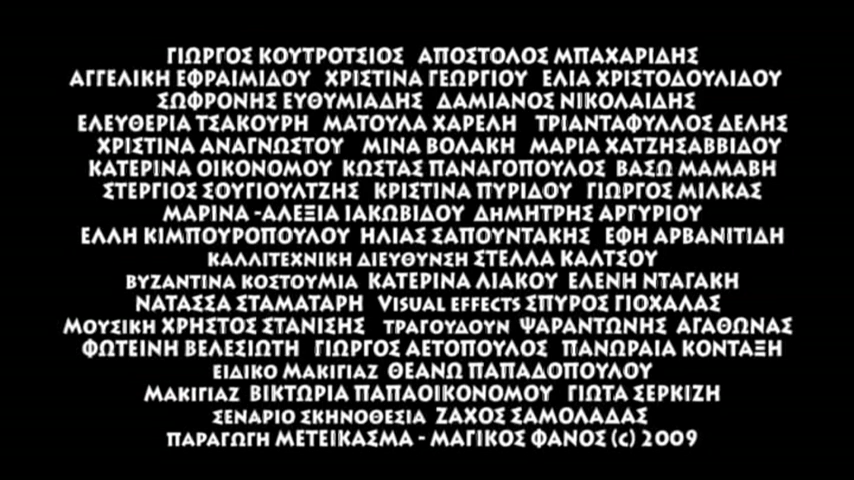 ΓΙΩΡΓΟΣ ΚΟΥΤΡΟΤΣΙΟΣ ΑΠΟΣΤΟΛΟΣ ΜΠΑΧΑΡΙΔΗΣ
ΑΓΓΕΛΙΚΗ ΕΦΡΑΙΜΙΔΟΥ ΧΡΙΣΤΙΝΑ ΓΕΩΡΓΙΟΥ ΕΛΙΑ ΧΡΙΣΤΟΔΟΥΛΙΔΟΥ
ΣΩΦΡΟΝΗΣ ΕΥΘΥΜΙΑΔΗΣ ΔΑΜΙΑΝΟΣ ΝΙΚΟΛΑΙΔΗΣ
ΕΛΕΥΘΕΡΙΑ ΤΣΑΚΟΥΡΗ ΜΑΤΟΥΛΑ ΧΑΡΕΛΗ ΤΡΙΑΝΤΑΦΥΛΛΟΣ ΔΕΛΗΣ
ΧΡΙΣΤΙΝΑ ΑΝΑΓΝΩΣΤΟΥ ΜΙΝΑ ΒΟΛΑΚΗ ΜΑΡΙΑ ΧΑΤΖΗΣΑΒΒΙΔΟΥ
ΚΑΤΕΡΙΝΑ ΟΙΚΟΝΟΜΟΥ ΚΩΣΤΑΣ ΠΑΝΑΓΟΠΟΥΛΟΣ ΒΑΣΩ ΜΑΜΑΒΗ
ΣΤΕΡΓΙΟΣ ΣΟΥΓΙΟΥΛΤΖΗΣ ΚΡΙΣΤΙΝΑ ΠΥΡΙΔΟΥ ΓΙΩΡΓΟΣ ΜΙΛΚΑΣ
ΜΑΡΙΝΑ -ΑΛΕΞΙΑ ΙΑΚΩΒΙΔΟΥ ΔΗΜΗΤΡΗΣ ΑΡΓΥΡΙΟΥ
ΕΛΛΗ ΚΙΜΠΟΥΡΟΠΟΥΛΟΥ ΗΛΙΑΣ ΣΑΠΟΥΝΤΑΚΗΣ ΕΦΗ ΑΡΒΑΝΙΤΙΔΗ
ΚΑΛΛΙΤΕΧΝΙΚΗ ΔΙΕΥΘΥΝΣΗ ΣΤΕΛΛΑ ΚΑΛΤΣΟΥ
ΒΥΖΑΝΤΙΝΑ ΚΟΣΤΟΥΜΙΑ ΚΑΤΕΡΙΝΑ ΛΙΑΚΟΥ ΕΛΕΝΗ ΝΤΑΓΑΚΗ
ΝΑΤΑΣΣΑ ΣΤΑΜΑΤΑΡΗ VISUAL EFFECTS ΣΠΥΡΟΣ ΓΙΟΧΑΛΑΣ
ΜΟΥΣΙΚΗ ΧΡΗΣΤΟΣ ΣΤΑΝΙΣΗΣ ΤΡΑΓΟΥΔΟΥΝ ΨΑΡΑΝΤΩΝΗΣ ΑΓΑΘΩΝΑΣ
ΦΩΤΕΙΝΗ ΒΕΛΕΣΙΩΤΗ ΓΙΩΡΓΟΣ ΑΕΤΟΠΟΥΛΟΣ ΠΑΝΩΡΑΙΑ ΚΟΝΤΑΞΗ
ΕΙΔΙΚΟ ΜΑΚΙΓΙΑΖ ΘΕΑΝΩ ΠΑΠΑΔΟΠΟΥΛΟΥ
ΜΑΚΙΓΙΑΖ ΒΙΚΤΩΡΙΑ ΠΑΠΑΟΙΚΟΝΟΜΟΥ ΓΙΩΤΑ ΣΕΡΚΙΖΗ
ΣΕΝΑΡΙΟ ΣΚΗΝΟΘΕΣΙΑ ΖΑΧΟΣ ΣΑΜΟΛΑΔΑΣ
ΠΑΡΑΓΩΓΗ ΜΕΤΕΙΚΑΣΜΑ - ΜΑΓΙΚΟΣ ΦΑΝΟΣ (C) 2009